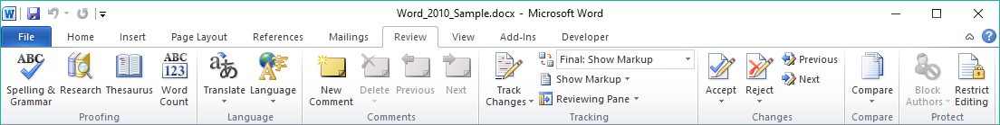 Word_2010_Sample.docx - Microsoft Word
File Home Insert Page Layout References Mailings Review View Add-Ins Developer
ABC
Spelling & Grammar
Research
Thesaurus
ABC
123
Word Count
Proofing
a あ
Translate
A
Language
Language
New Comment
Delete
Previous
Next
Comments
Track Changes
Final: Show Markup
Show Markup
Reviewing Pane
Tracking
Accept
Reject
Previous
Next
Changes
Compare
Compare
Block Authors
Restrict Editing
Protect